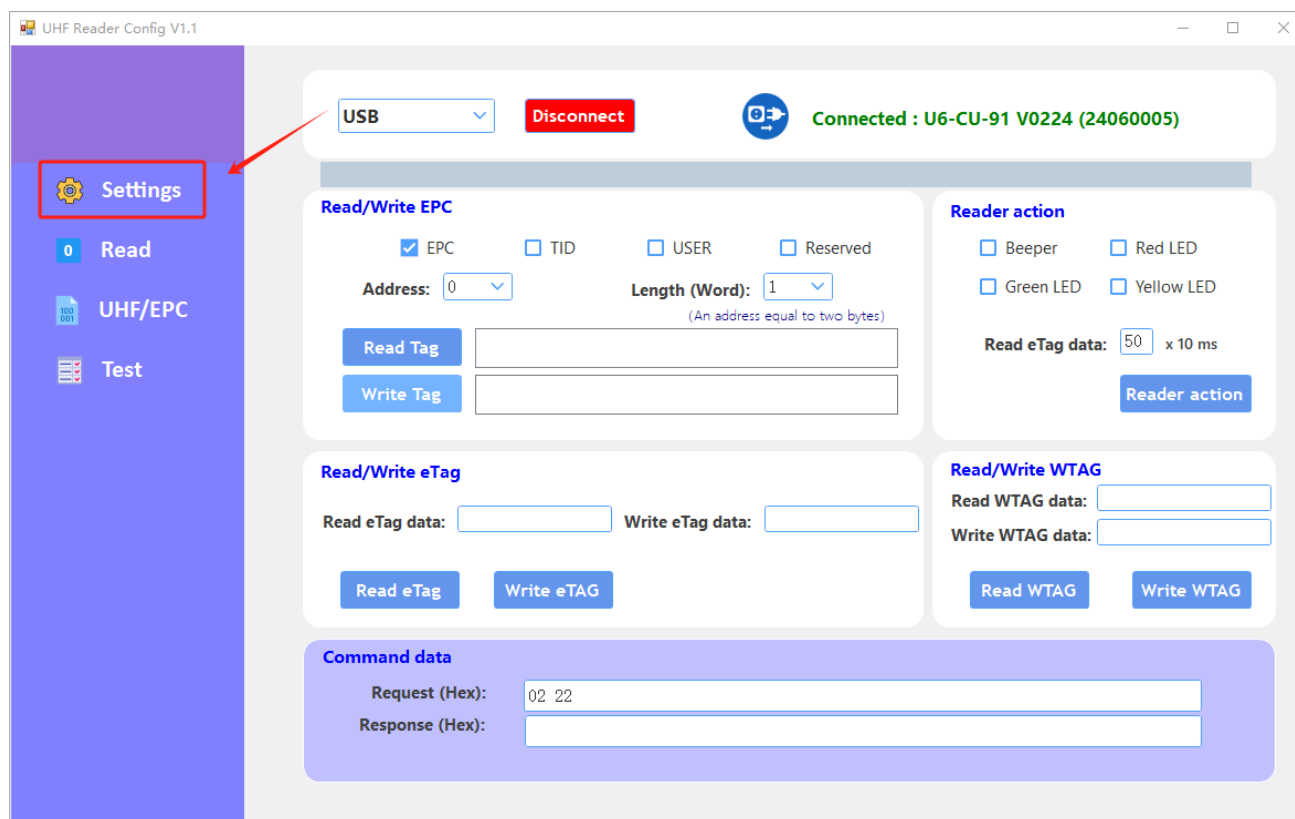 UHF Reader Config V1.1
USB
Disconnect
Connected : U6-CU-91 V0224 (24060005)
Settings
0 Read
100 001 UHF/EPC
Test
Read/Write EPC
EPC TID USER Reserved
Address: 0 Length (Word): 1
(An address equal to two bytes)
Read Tag
Write Tag
Reader action
Beeper Red LED
Green LED Yellow LED
Read eTag data: 50 x 10 ms
Reader action
Read/Write eTag
Read eTag data: Write eTag data:
Read eTag Write eTAG
Read/Write WTAG
Read WTAG data:
Write WTAG data:
Read WTAG Write WTAG
Command data
Request (Hex): 02 22
Response (Hex):